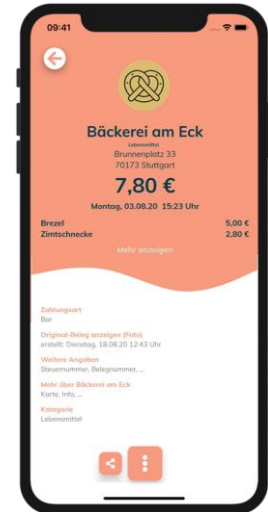 09:41
Bäckerei am Eck
Lebensmittel
Brunnenplatz 33
70173 Stuttgart
7,80 €
Montag, 03.08.20 15:23 Uhr
Brezel 5,00 €
Zimtschnecke 2,80 €
Mehr anzeigen
Zahlungsart
Bar
Original-Beleg anzeigen (Foto)
erstellt: Dienstag, 18.08.20 12:43 Uhr
Weitere Angaben
Steuernummer, Belegnummer, ...
Mehr über Bäckerei am Eck
Karte, Info, ...
Kategorie
Lebensmittel